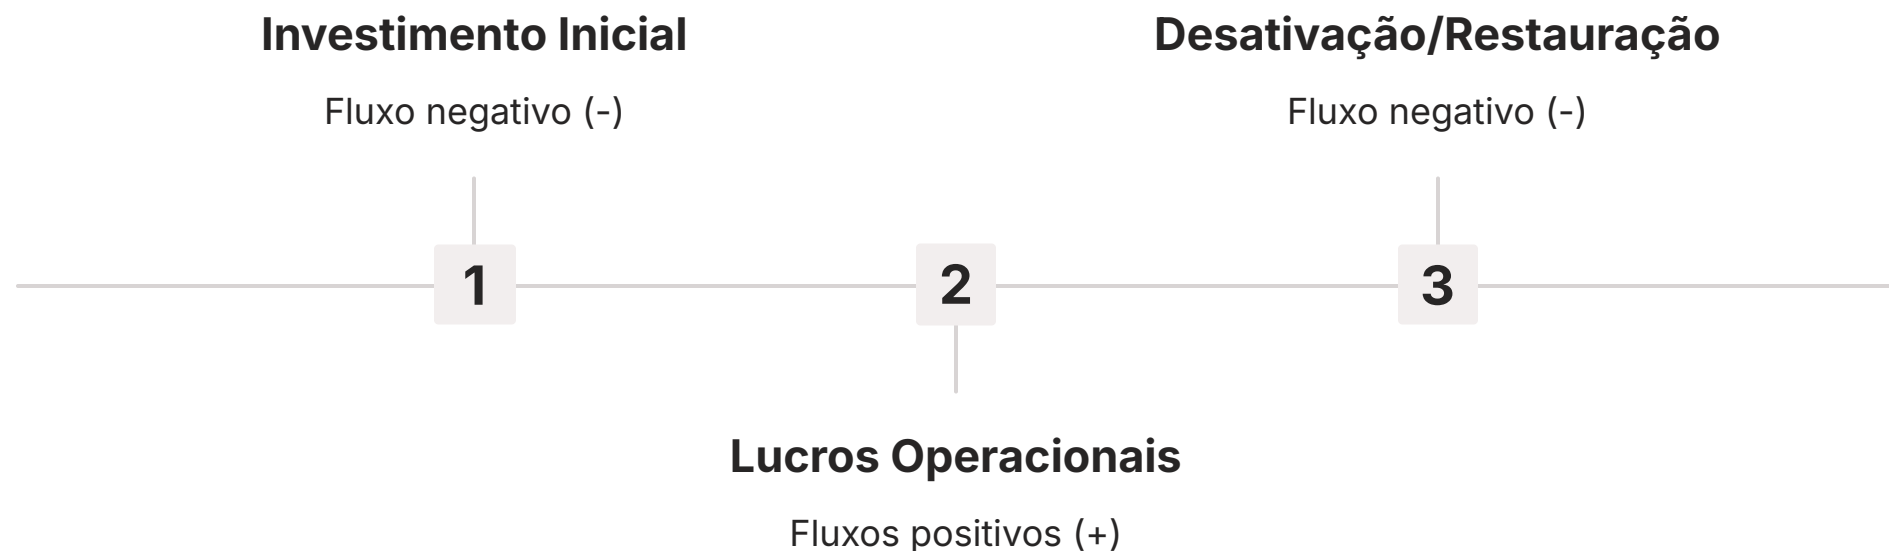 Investimento Inicial
Fluxo negativo (-)
1
2
Lucros Operacionais
Fluxos positivos (+)
Desativação/Restauração
Fluxo negativo (-)
3